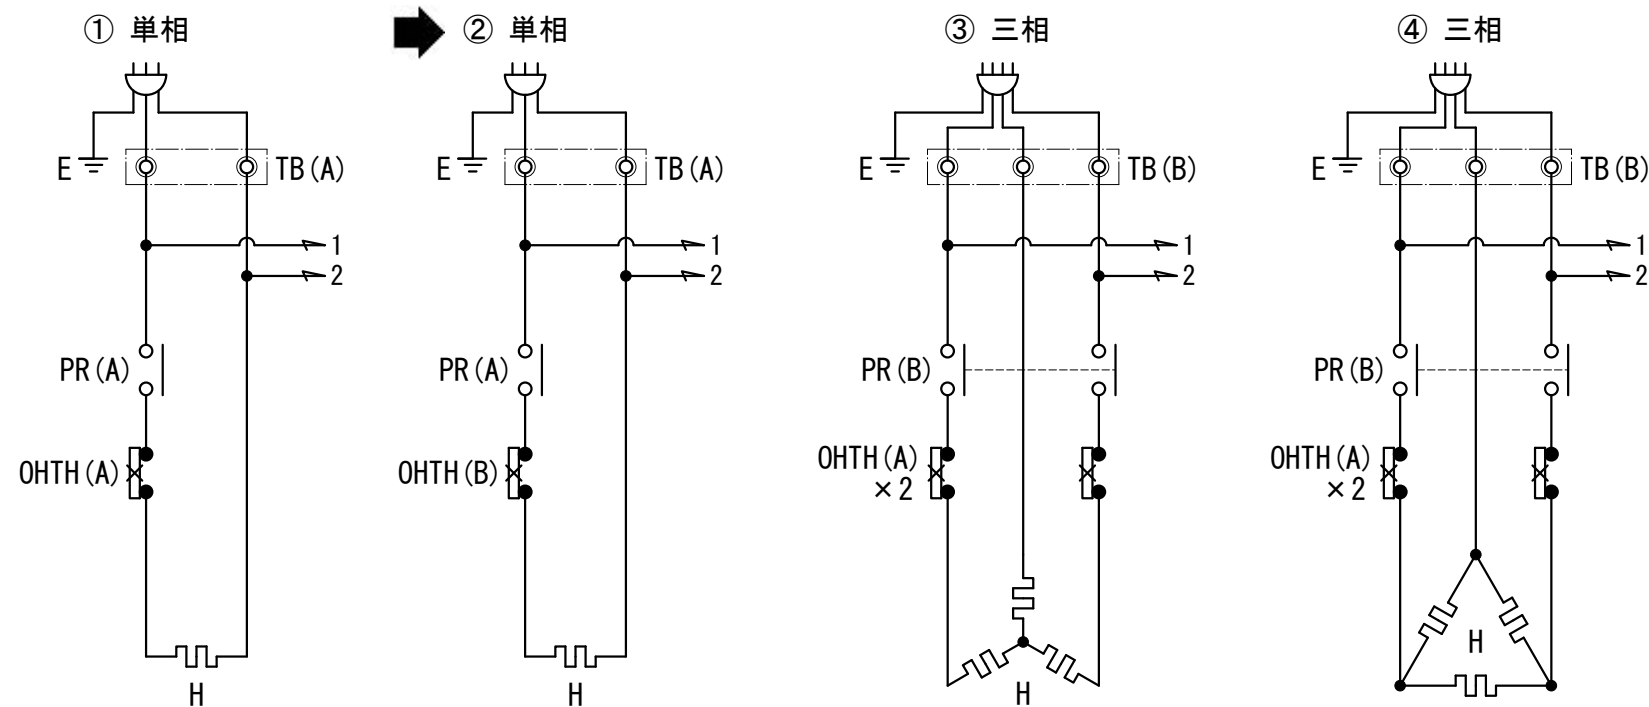 ① 単相
② 単相
③ 三相
④ 三相
E
TB(A)
E
TB(A)
E
TB(B)
E
TB(B)
1
1
1
1
2
2
2
2
PR(A)
PR(A)
PR(B)
PR(B)
OHTH(A)
OHTH(B)
OHTH(A)
×2
OHTH(A)
×2
H
H
H
H